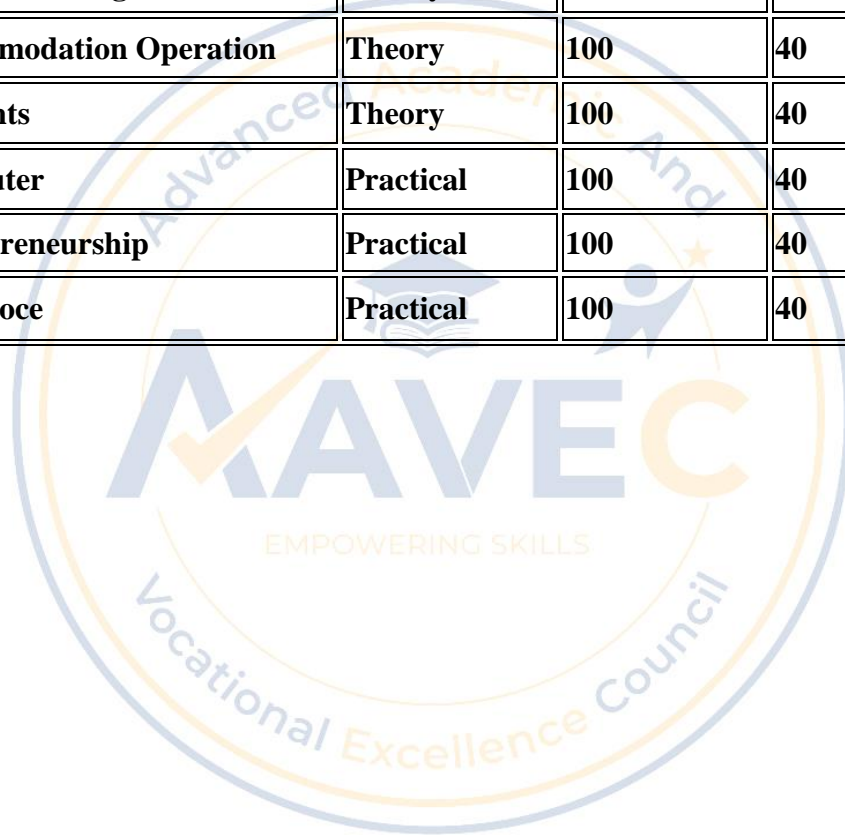 modation Operation Theory 100 40
nts Theory 100 40
uter Practical 100 40
reneurship Practical 100 40
oce Practical 100 40
Advanced Academic And
AAVEC
EMPOWERING SKILLS
Vocational Excellence Council